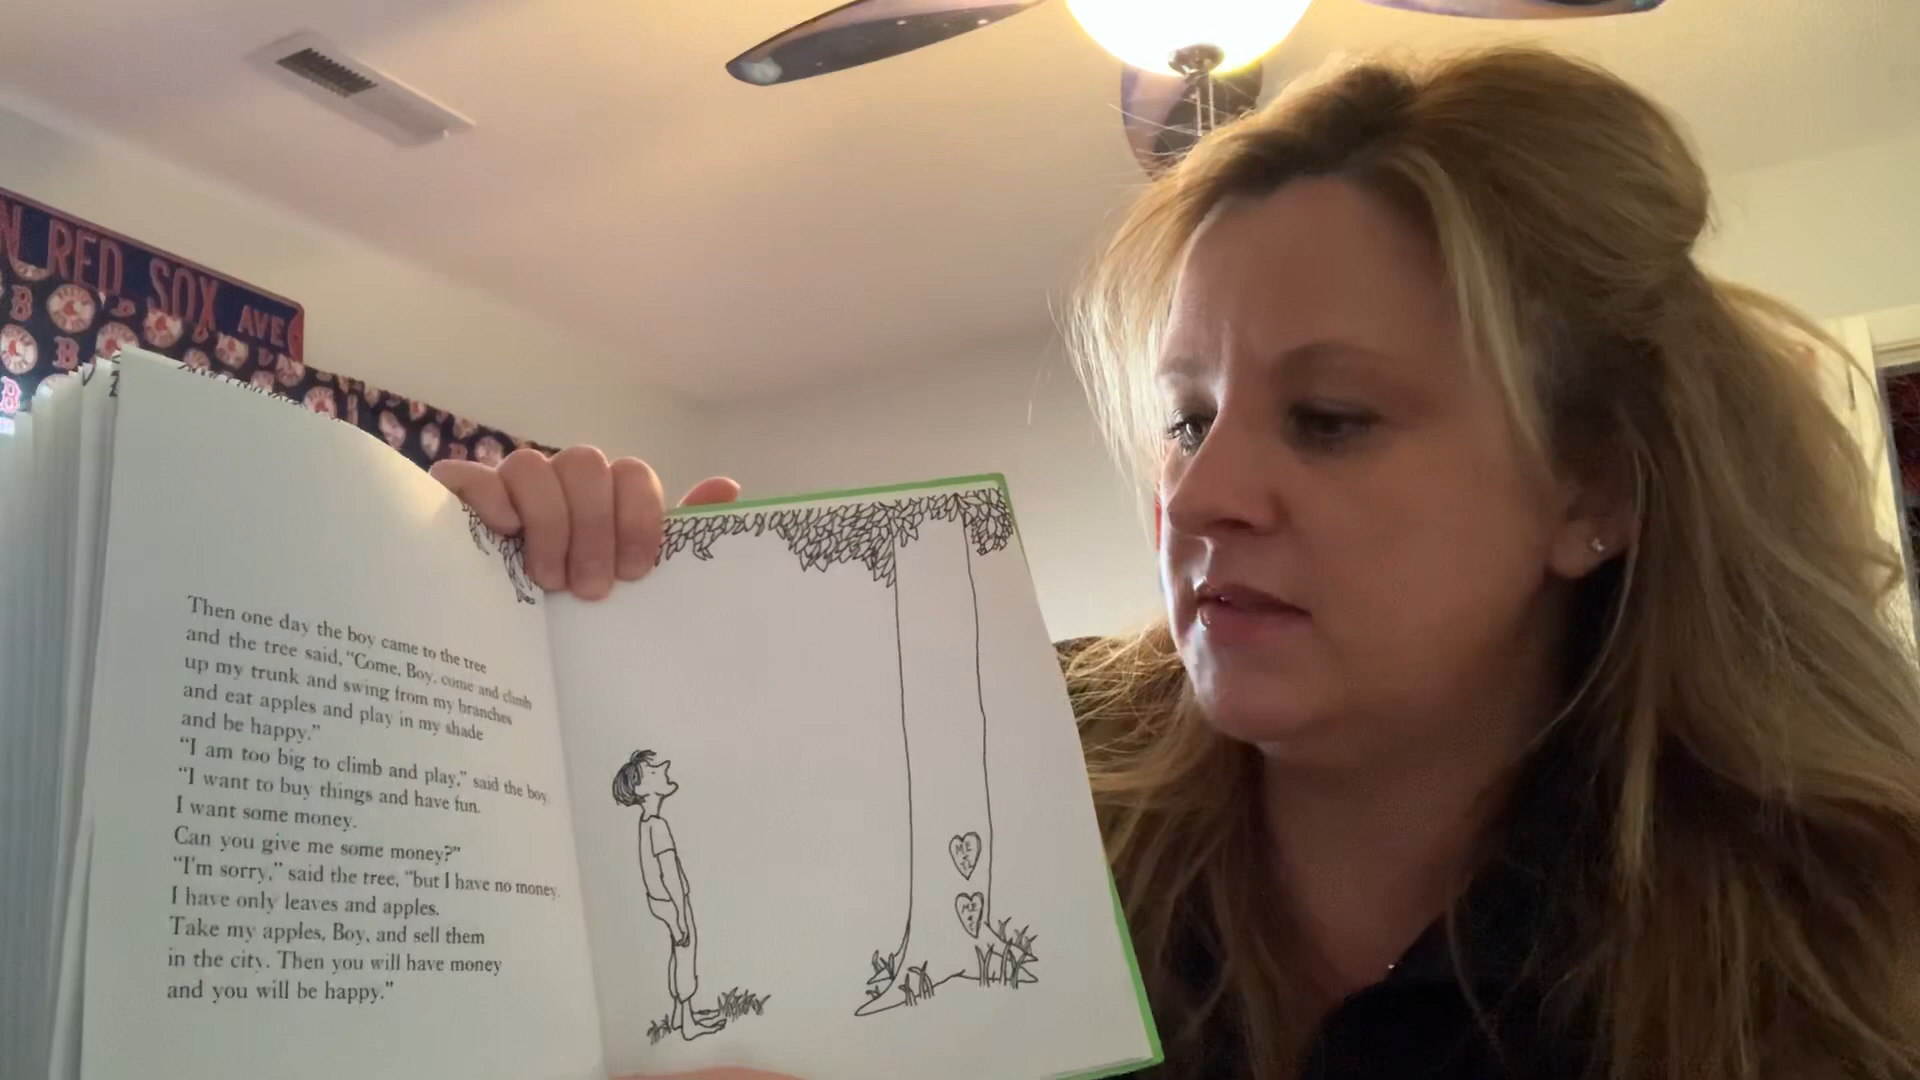 N RED SOX AVE
B
B
B
Then one day the boy came to the tree
and the tree said, “Come, Boy, come and climb
up my trunk and swing from my branches
and eat apples and play in my shade
and be happy.”
“I am too big to climb and play,” said the boy.
“I want to buy things and have fun.
I want some money.
Can you give me some money?”
“I'm sorry,” said the tree, “but I have no money.
I have only leaves and apples.
Take my apples, Boy, and sell them
in the city. Then you will have money
and you will be happy.”
ME
ME